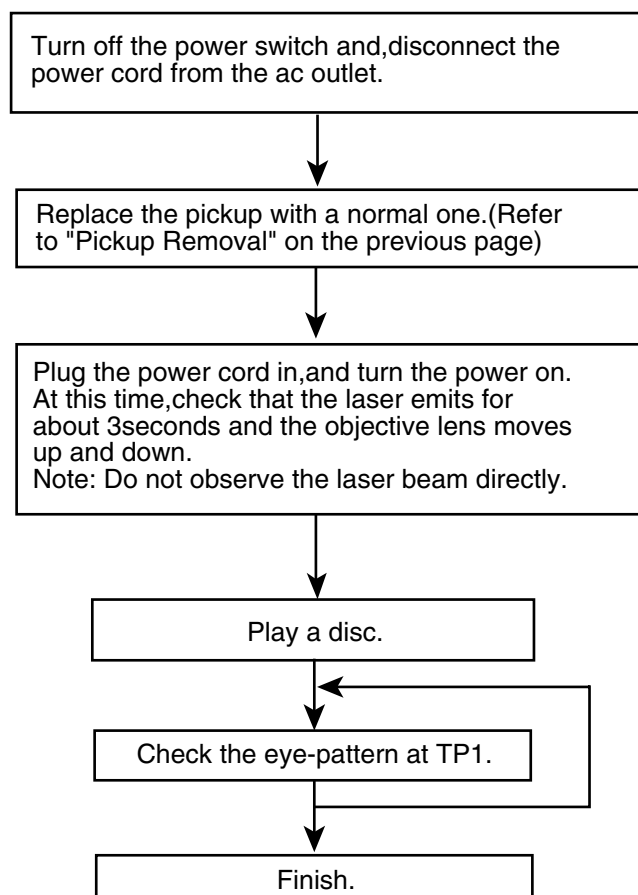 Turn off the power switch and,disconnect the
power cord from the ac outlet.
Replace the pickup with a normal one.(Refer
to "Pickup Removal" on the previous page)
Plug the power cord in,and turn the power on.
At this time,check that the laser emits for
about 3seconds and the objective lens moves
up and down.
Note: Do not observe the laser beam directly.
Play a disc.
Check the eye-pattern at TP1.
Finish.